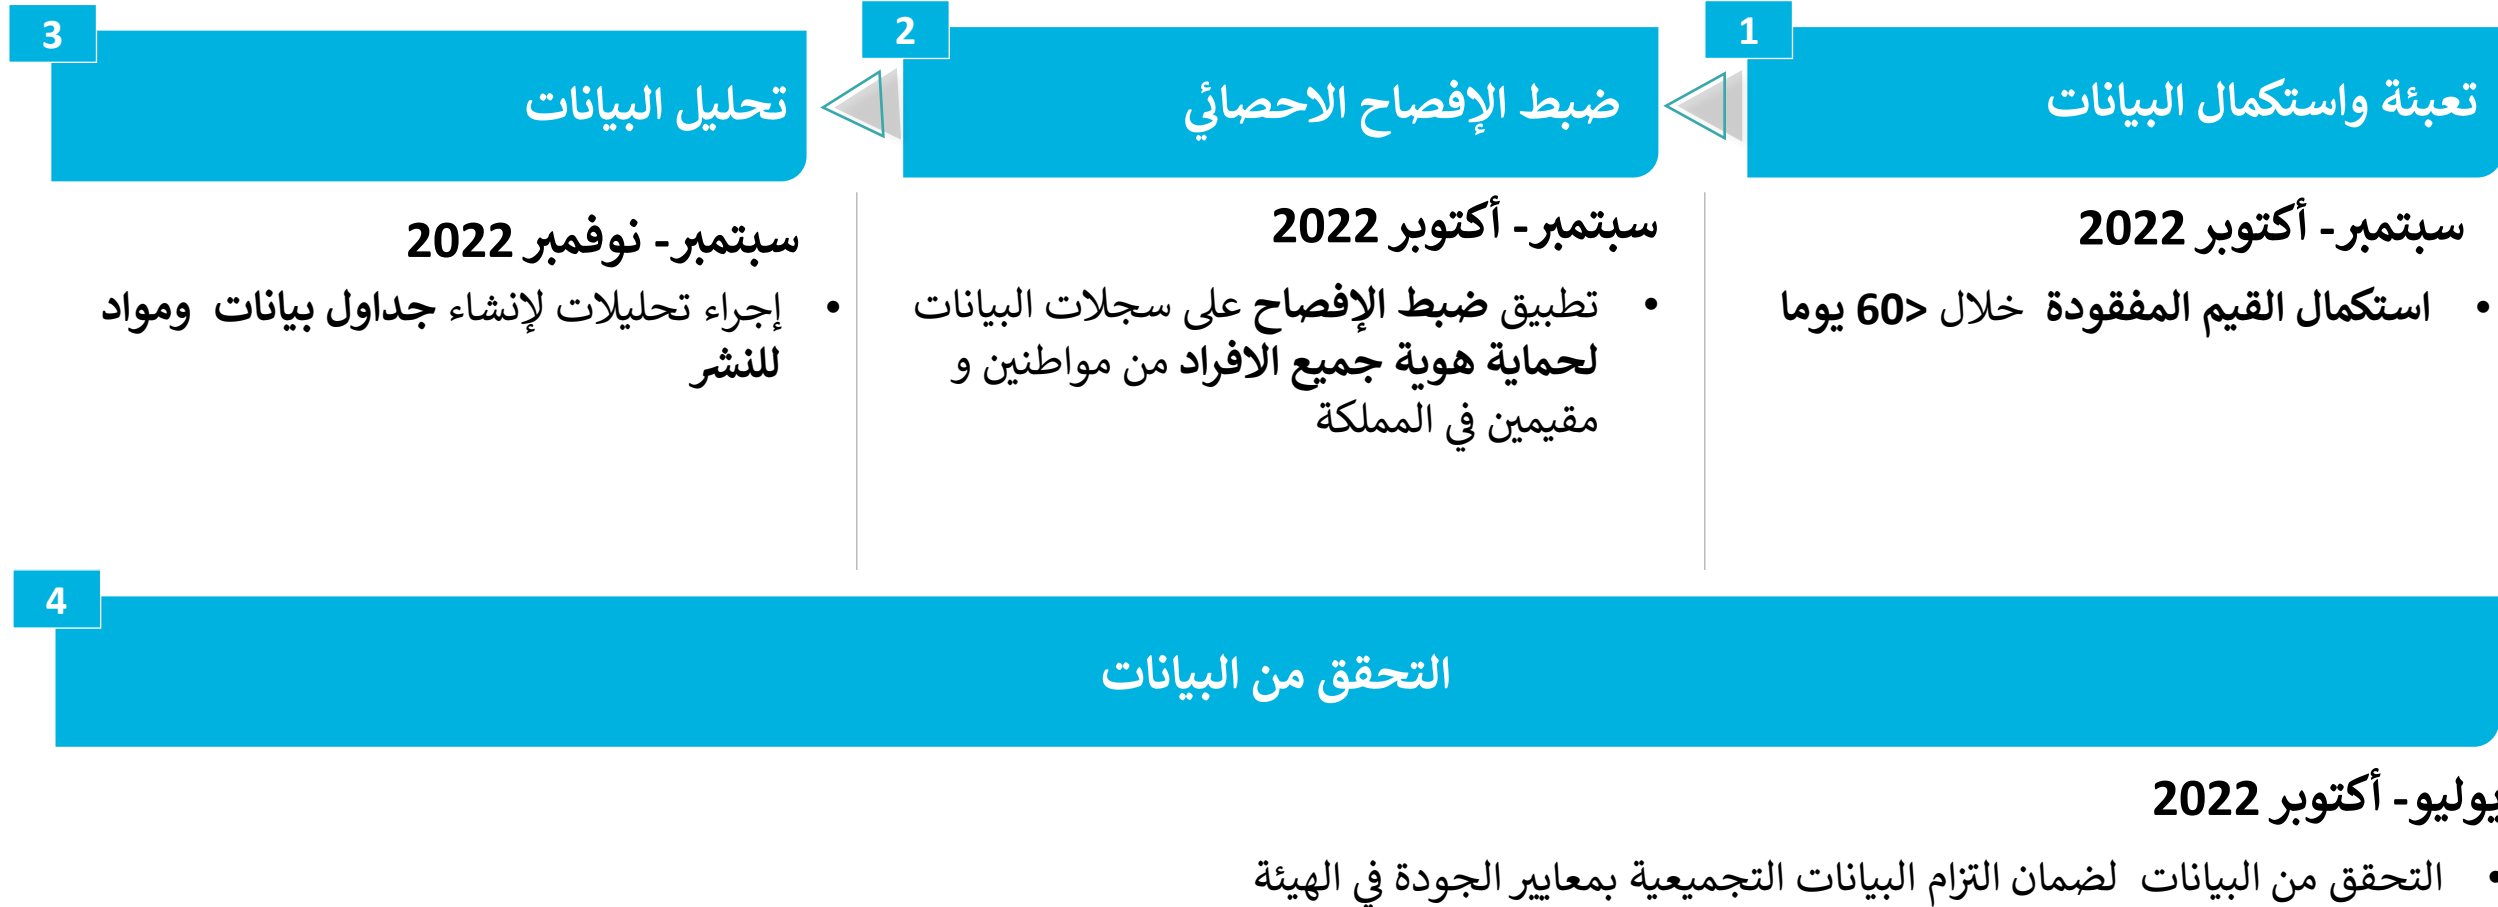 1
تعبئة و استكمال البيانات
سبتمبر - أكتوبر 2022
• استكمال القيم المفقودة خلال <60 يوما
2
ضبط الإفصاح الاحصائي
سبتمبر - أكتوبر 2022
• تطبيق ضبط الإفصاح على سجلات البيانات
لحماية هوية جميع الافراد من مواطنين و
مقيمين في المملكة
3
تحليل البيانات
سبتمبر - نوفمبر 2022
• إجراء تحليلات لإنشاء جداول بيانات ومواد
للنشر
4
التحقق من البيانات
يوليو - أكتوبر 2022
• التحقق من البيانات لضمان التزام البيانات التجميعية بمعايير الجودة في الهيئة